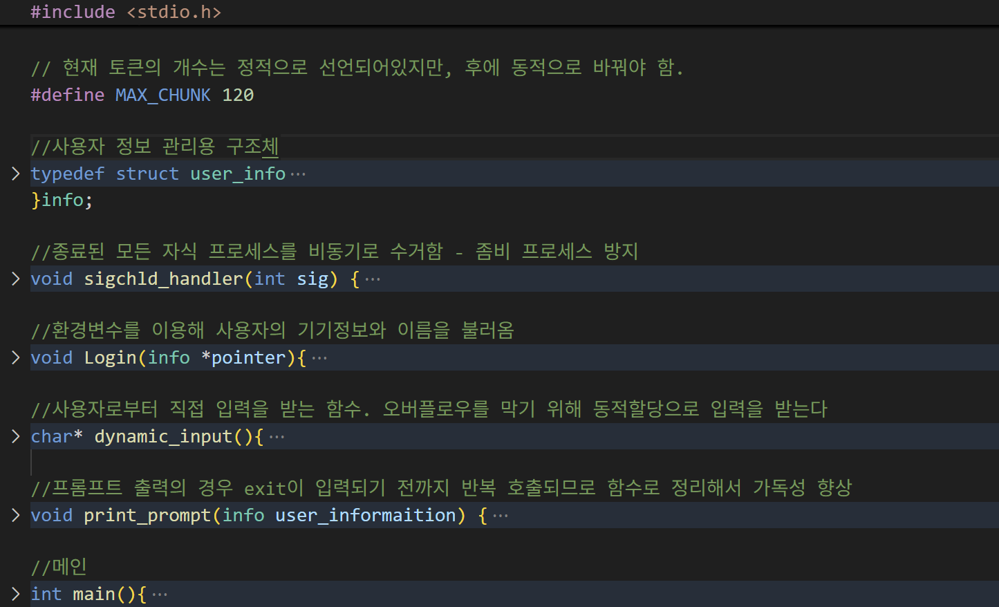 #include <stdio.h>
// 현재 토큰의 개수는 정적으로 선언되어있지만, 후에 동적으로 바꿔야 함.
#define MAX_CHUNK 120
//사용자 정보 관리용 구조체
typedef struct user_info ···
}info;
//종료된 모든 자식 프로세스를 비동기로 수거함 - 좀비 프로세스 방지
void sigchld_handler(int sig) { ···
//환경변수를 이용해 사용자의 기기정보와 이름을 불러옴
void Login(info *pointer){ ···
//사용자로부터 직접 입력을 받는 함수. 오버플로우를 막기 위해 동적할당으로 입력을 받는다
char* dynamic_input(){ ···
//프롬프트 출력의 경우 exit이 입력되기 전까지 반복 호출되므로 함수로 정리해서 가독성 향상
void print_prompt(info user_informaition) { ···
//메인
int main(){ ···